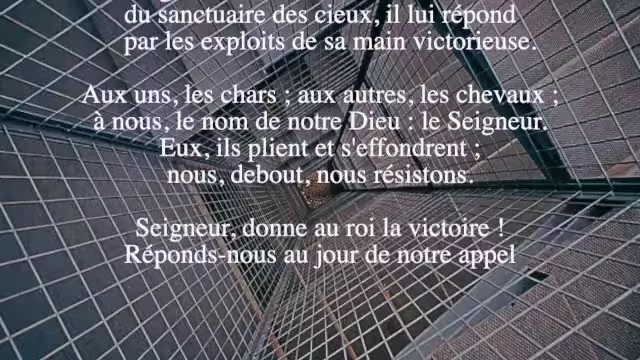 du sanctuaire des cieux, il lui répond
par les exploits de sa main victorieuse.
Aux uns, les chars ; aux autres, les chevaux ;
à nous, le nom de notre Dieu : le Seigneur.
Eux, ils plient et s'effondrent ;
nous, debout, nous résistons.
Seigneur, donne au roi la victoire !
Réponds-nous au jour de notre appel